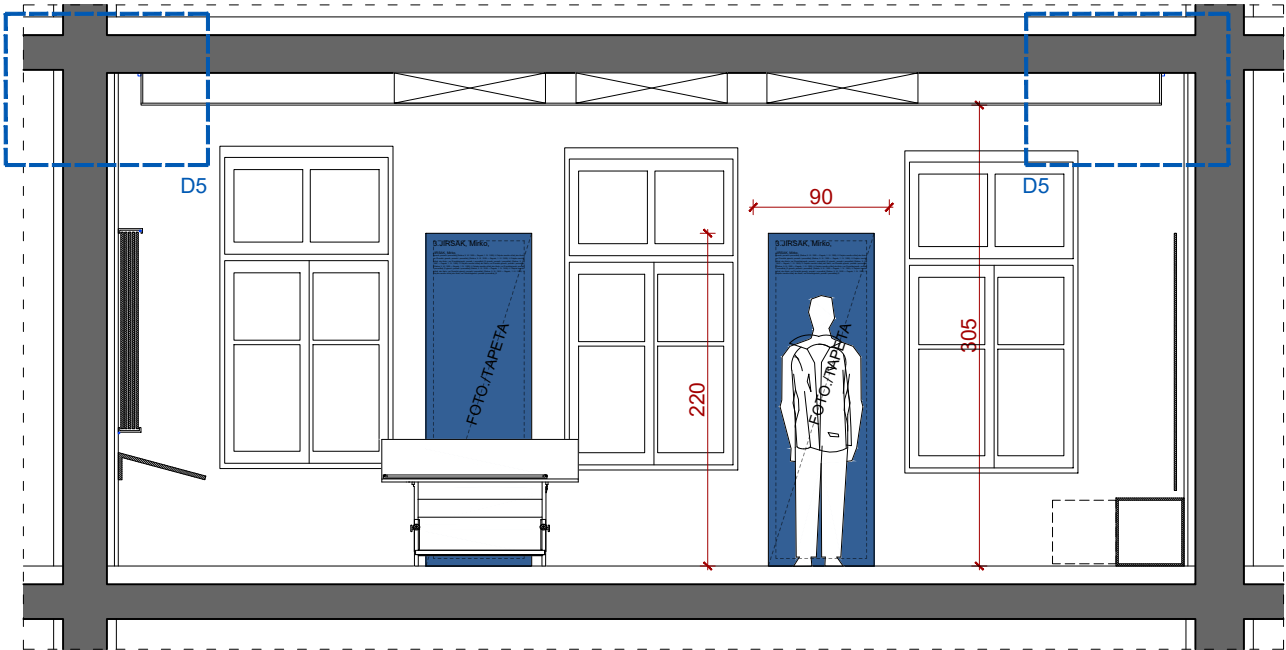 D5
D5
90
JIRSAK, Mirko,
JIRSAK, Mirko,
FOTO./TAPETA
FOTO./TAPETA
305
220